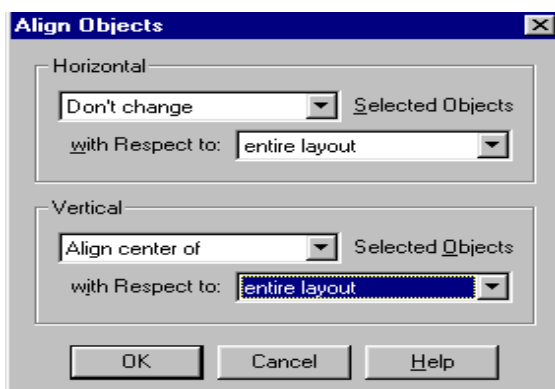 Align Objects
Horizontal
Don't change Selected Objects
with Respect to: entire layout
Vertical
Align center of Selected Objects
with Respect to: entire layout
OK Cancel Help